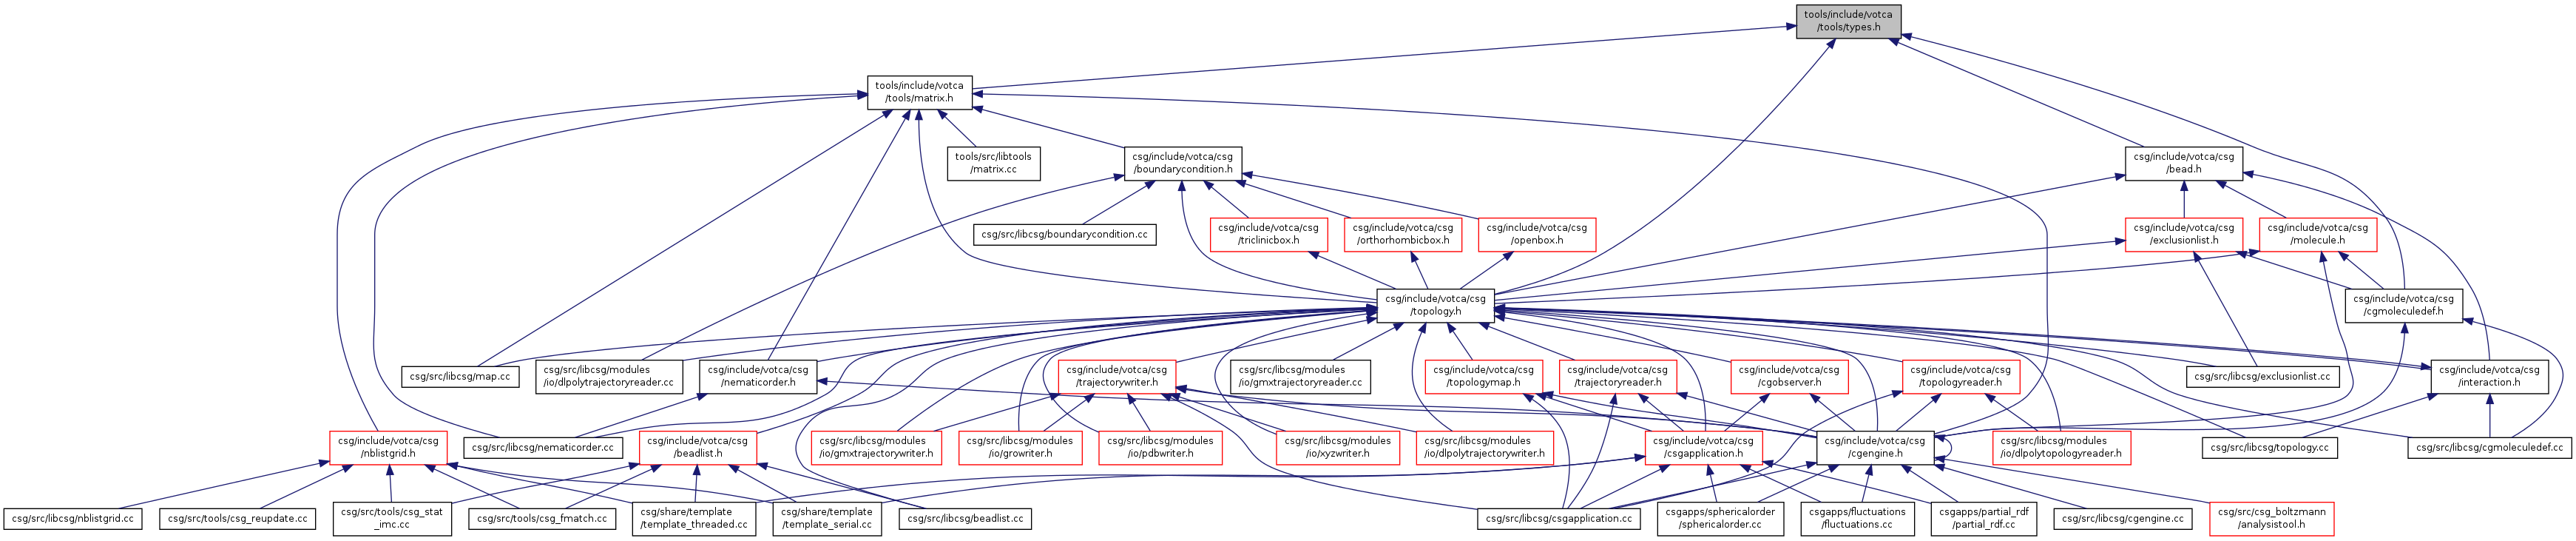 tools/include/votca
/tools/types.h
tools/include/votca
/tools/matrix.h
tools/src/libtools
/matrix.cc
csg/include/votca/csg
/boundarycondition.h
csg/include/votca/csg
/bead.h
csg/src/libcsg/boundarycondition.cc
csg/include/votca/csg
/triclinicbox.h
csg/include/votca/csg
/orthorhombicbox.h
csg/include/votca/csg
/openbox.h
csg/include/votca/csg
/exclusionlist.h
csg/include/votca/csg
/molecule.h
csg/include/votca/csg
/topology.h
csg/include/votca/csg
/cgmoleculedef.h
csg/src/libcsg/map.cc
csg/src/libcsg/modules
/io/dlpolytrajectoryreader.cc
csg/include/votca/csg
/nematicorder.h
csg/include/votca/csg
/trajectorywriter.h
csg/src/libcsg/modules
/io/gmxtrajectoryreader.cc
csg/include/votca/csg
/topologymap.h
csg/include/votca/csg
/trajectoryreader.h
csg/include/votca/csg
/cgobserver.h
csg/include/votca/csg
/topologyreader.h
csg/src/libcsg/exclusionlist.cc
csg/include/votca/csg
/interaction.h
csg/include/votca/csg
/nblistgrid.h
csg/src/libcsg/nematicorder.cc
csg/include/votca/csg
/beadlist.h
csg/src/libcsg/modules
/io/gmxtrajectorywriter.h
csg/src/libcsg/modules
/io/growriter.h
csg/src/libcsg/modules
/io/pdbwriter.h
csg/src/libcsg/modules
/io/xyzwriter.h
csg/src/libcsg/modules
/io/dlpolytrajectorywriter.h
csg/include/votca/csg
/csgapplication.h
csg/include/votca/csg
/cgengine.h
csg/src/libcsg/modules
/io/dlpolytopologyreader.h
csg/src/libcsg/topology.cc
csg/src/libcsg/cgmoleculedef.cc
csg/src/libcsg/nblistgrid.cc
csg/src/tools/csg_reupdate.cc
csg/src/tools/csg_stat
_imc.cc
csg/src/tools/csg_fmatch.cc
csg/share/template
/template_threaded.cc
csg/share/template
/template_serial.cc
csg/src/libcsg/beadlist.cc
csg/src/libcsg/csgapplication.cc
csgapps/sphericalorder
/sphericalorder.cc
csgapps/fluctuations
/fluctuations.cc
csgapps/partial_rdf
/partial_rdf.cc
csg/src/libcsg/cgengine.cc
csg/src/csg_boltzmann
/analysistool.h